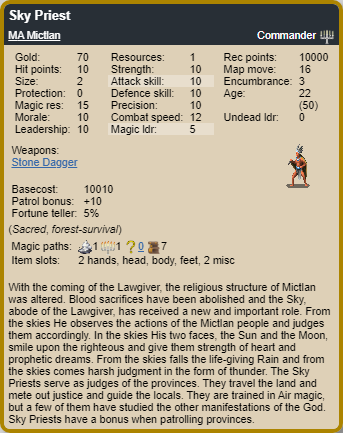 Sky Priest
MA Mictlan Commander
Gold: 70 Resources: 1 Rec points: 10000
Hit points: 10 Strength: 10 Map move: 16
Size: 2 Attack skill: 10 Encumbrance: 3
Protection: 0 Defence skill: 10 Age: 22
Magic res: 15 Precision: 10 (50)
Morale: 10 Combat speed: 12 Undead ldr: 0
Leadership: 10 Magic ldr: 5
Weapons:
Stone Dagger
Basecost: 10010
Patrol bonus: +10
Fortune teller: 5%
(Sacred, forest-survival)
Magic paths: 1 1 ? 0 7
Item slots: 2 hands, head, body, feet, 2 misc
With the coming of the Lawgiver, the religious structure of Mictlan
was altered. Blood sacrifices have been abolished and the Sky,
abode of the Lawgiver, has received a new and important role. From
the skies He observes the actions of the Mictlan people and judges
them accordingly. In the skies His two faces, the Sun and the Moon,
smile upon the righteous and give them strength of heart and
prophetic dreams. From the skies falls the life-giving Rain and from
the skies comes harsh judgment in the form of thunder. The Sky
Priests serve as judges of the provinces. They travel the land and
mete out justice and guide the locals. They are trained in Air magic,
but a few of them have studied the other manifestations of the God.
Sky Priests have a bonus when patrolling provinces.